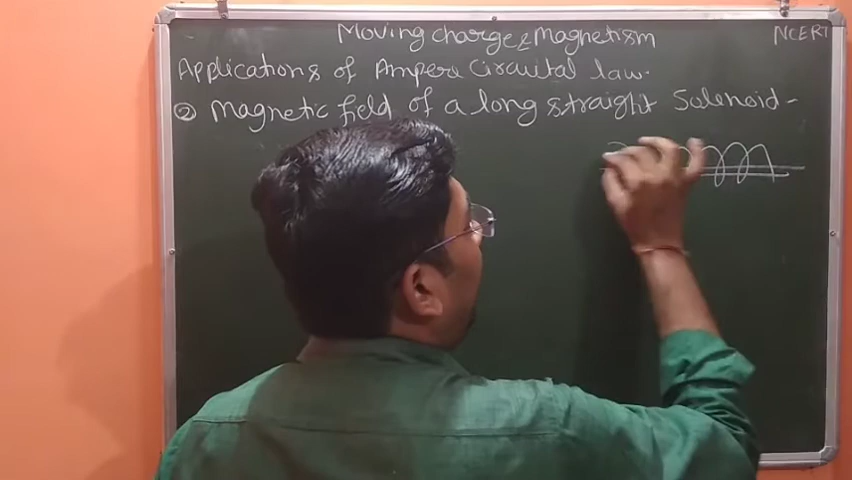 Moving charge & Magnetism
NCERT
Applications of Ampere Circuital law.
② Magnetic field of a long straight Solenoid -